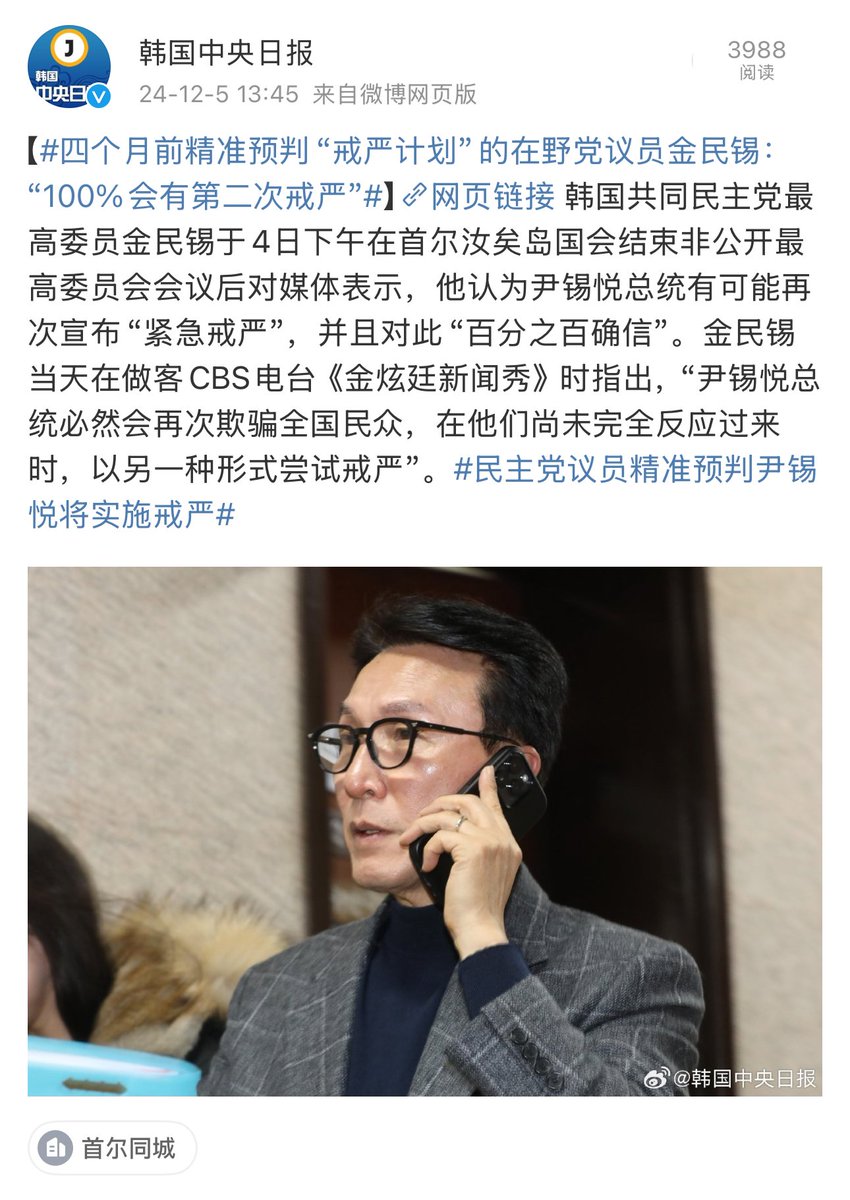 J
韩国
中央日
V
韩国中央日报
3988
阅读
24-12-5 13:45 来自微博网页版
【#四个月前精准预判“戒严计划”的在野党议员金民锡：
“100%会有第二次戒严”#】网页链接 韩国共同民主党最
高委员金民锡于4日下午在首尔汝矣岛国会结束非公开最
高委员会会议后对媒体表示，他认为尹锡悦总统有可能再
次宣布“紧急戒严”，并且对此“百分之百确信”。金民锡
当天在做客CBS电台《金炫廷新闻秀》时指出，“尹锡悦总
统必然会再次欺骗全国民众，在他们尚未完全反应过来
时，以另一种形式尝试戒严”。#民主党议员精准预判尹锡
悦将实施戒严#
@韩国中央日报
首尔同城